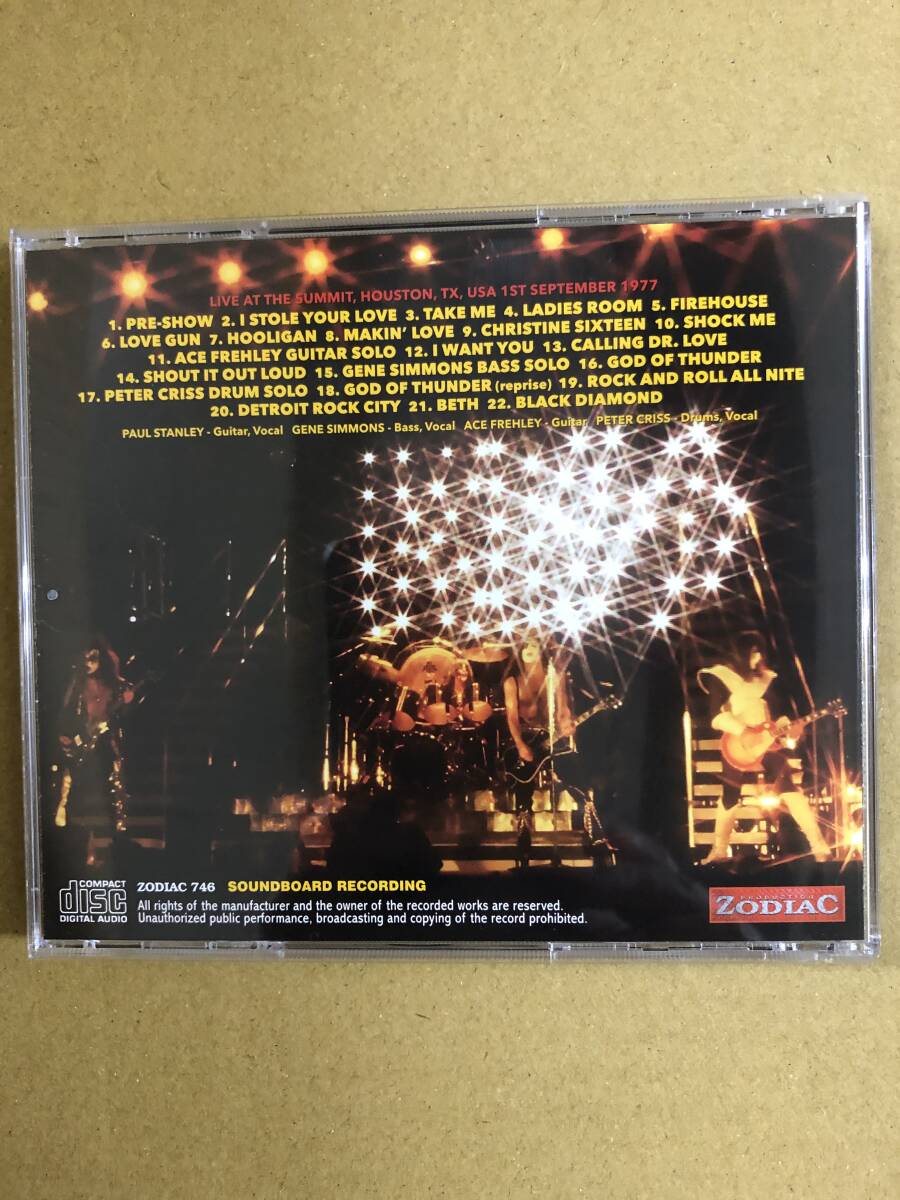 LIVE AT THE SUMMIT, HOUSTON, TX, USA 1ST SEPTEMBER 1977
1. PRE-SHOW 2. I STOLE YOUR LOVE 3. TAKE ME 4. LADIES ROOM 5. FIREHOUSE
6. LOVE GUN 7. HOOLIGAN 8. MAKIN' LOVE 9. CHRISTINE SIXTEEN 10. SHOCK ME
11. ACE FREHLEY GUITAR SOLO 12. I WANT YOU 13. CALLING DR. LOVE
14. SHOUT IT OUT LOUD 15. GENE SIMMONS BASS SOLO 16. GOD OF THUNDER
17. PETER CRISS DRUM SOLO 18. GOD OF THUNDER (reprise) 19. ROCK AND ROLL ALL NITE
20. DETROIT ROCK CITY 21. BETH 22. BLACK DIAMOND
PAUL STANLEY - Guitar, Vocal GENE SIMMONS - Bass, Vocal ACE FREHLEY - Guitar PETER CRISS - Drums, Vocal
COMPACT
disc
DIGITAL AUDIO
ZODIAC 746 SOUNDBOARD RECORDING
All rights of the manufacturer and the owner of the recorded works are reserved.
Unauthorized public performance, broadcasting and copying of the record prohibited.
PRODUCTION
ZODIAC